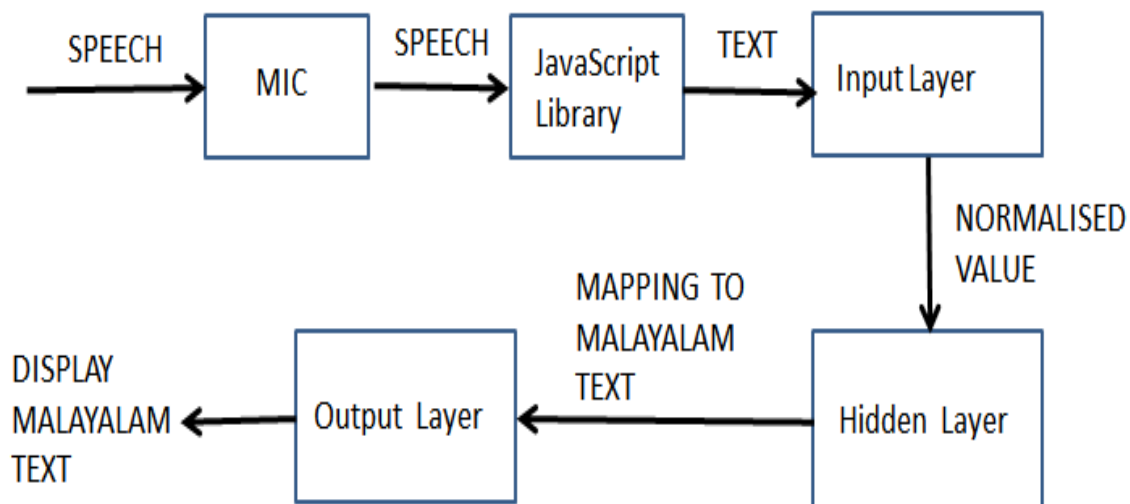 SPEECH
MIC
SPEECH
JavaScript
Library
TEXT
Input Layer
NORMALISED
VALUE
Hidden Layer
MAPPING TO
MALAYALAM
TEXT
Output Layer
DISPLAY
MALAYALAM
TEXT